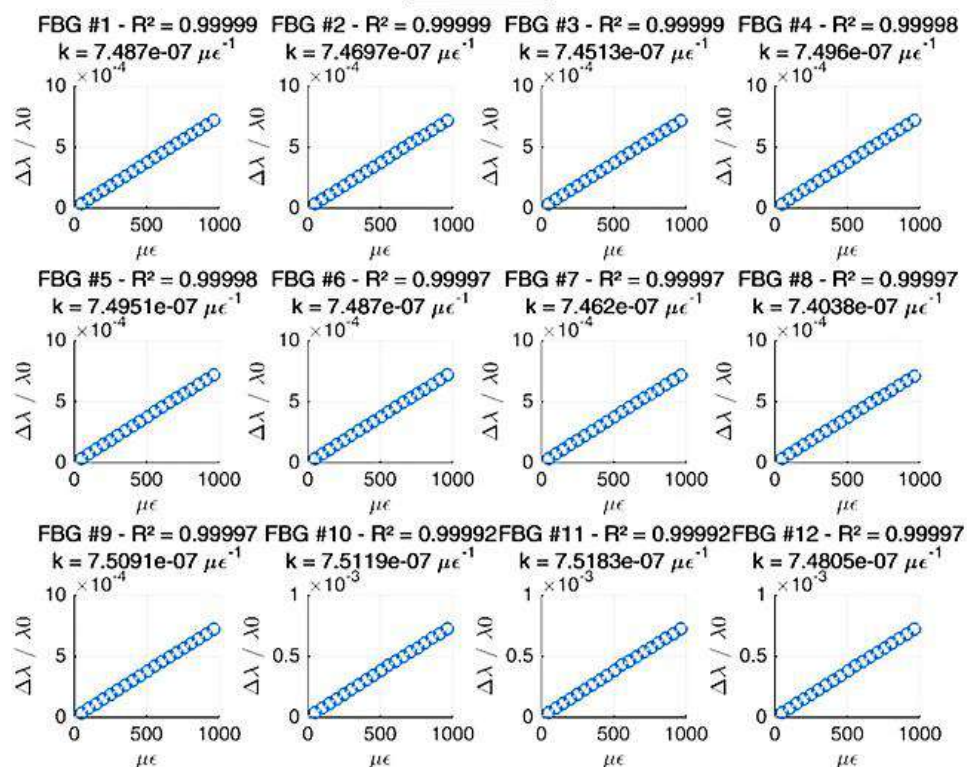 FBG #1 - R² = 0.99999 FBG #2 - R² = 0.99999 FBG #3 - R² = 0.99999 FBG #4 - R² = 0.99998
k = 7.487e-07 με⁻¹ k = 7.4697e-07 με⁻¹ k = 7.4513e-07 με⁻¹ k = 7.496e-07 με⁻¹
×10⁻⁴ ×10⁻⁴ ×10⁻⁴ ×10⁻⁴
10 10 10 10
Δλ / λ0 Δλ / λ0 Δλ / λ0 Δλ / λ0
5 5 5 5
0 0 0 0
0 500 1000 0 500 1000 0 500 1000 0 500 1000
με με με με
FBG #5 - R² = 0.99998 FBG #6 - R² = 0.99997 FBG #7 - R² = 0.99997 FBG #8 - R² = 0.99997
k = 7.4951e-07 με⁻¹ k = 7.487e-07 με⁻¹ k = 7.462e-07 με⁻¹ k = 7.4038e-07 με⁻¹
×10⁻⁴ ×10⁻⁴ ×10⁻⁴ ×10⁻⁴
10 10 10 10
Δλ / λ0 Δλ / λ0 Δλ / λ0 Δλ / λ0
5 5 5 5
0 0 0 0
0 500 1000 0 500 1000 0 500 1000 0 500 1000
με με με με
FBG #9 - R² = 0.99997 FBG #10 - R² = 0.99992 FBG #11 - R² = 0.99992 FBG #12 - R² = 0.99997
k = 7.5091e-07 με⁻¹ k = 7.5119e-07 με⁻¹ k = 7.5183e-07 με⁻¹ k = 7.4805e-07 με⁻¹
×10⁻⁴ ×10⁻³ ×10⁻³ ×10⁻³
10 1 1 1
Δλ / λ0 Δλ / λ0 Δλ / λ0 Δλ / λ0
5 0.5 0.5 0.5
0 0 0 0
0 500 1000 0 500 1000 0 500 1000 0 500 1000
με με με με